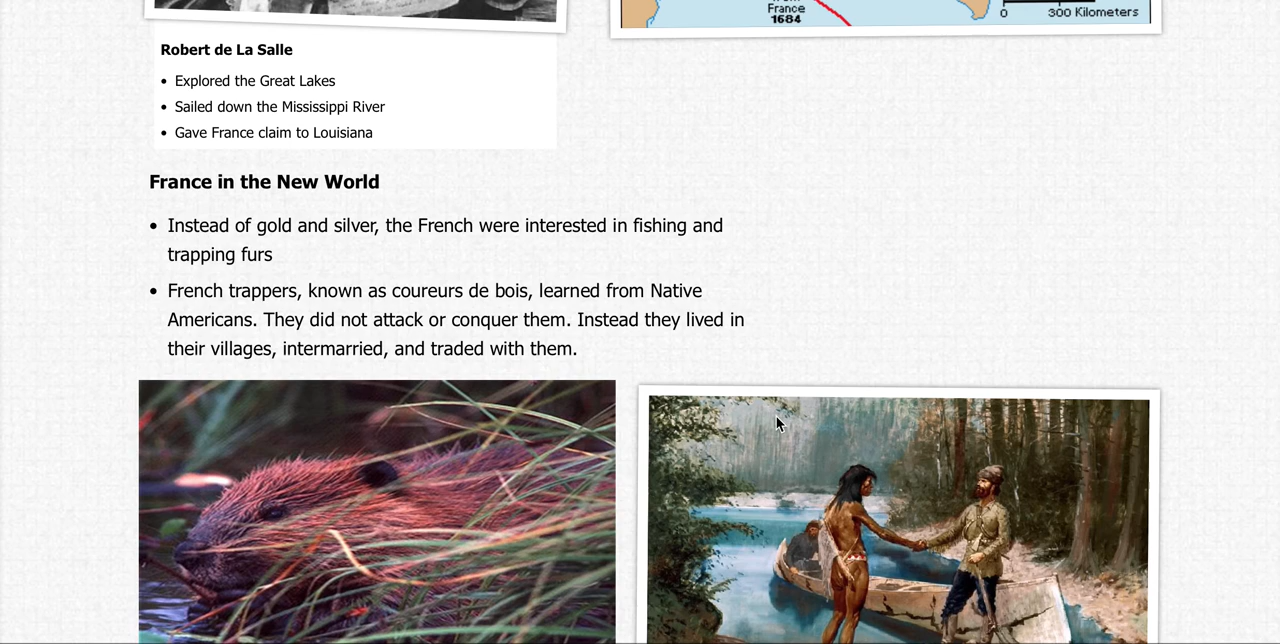 France
1684
0 300 Kilometers
Robert de La Salle
• Explored the Great Lakes
• Sailed down the Mississippi River
• Gave France claim to Louisiana
France in the New World
• Instead of gold and silver, the French were interested in fishing and
trapping furs
• French trappers, known as coureurs de bois, learned from Native
Americans. They did not attack or conquer them. Instead they lived in
their villages, intermarried, and traded with them.